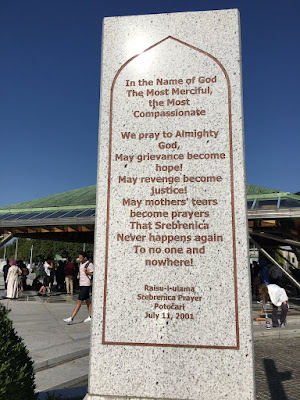 In the Name of God
The Most Merciful,
the Most
Compassionate
We pray to Almighty
God,
May grievance become
hope!
May revenge become
justice!
May mothers' tears
become prayers
That Srebrenica
Never happens again
To no one and
nowhere!
Raisu-l-ulama
Srebrenica Prayer
Potočari
July 11, 2001